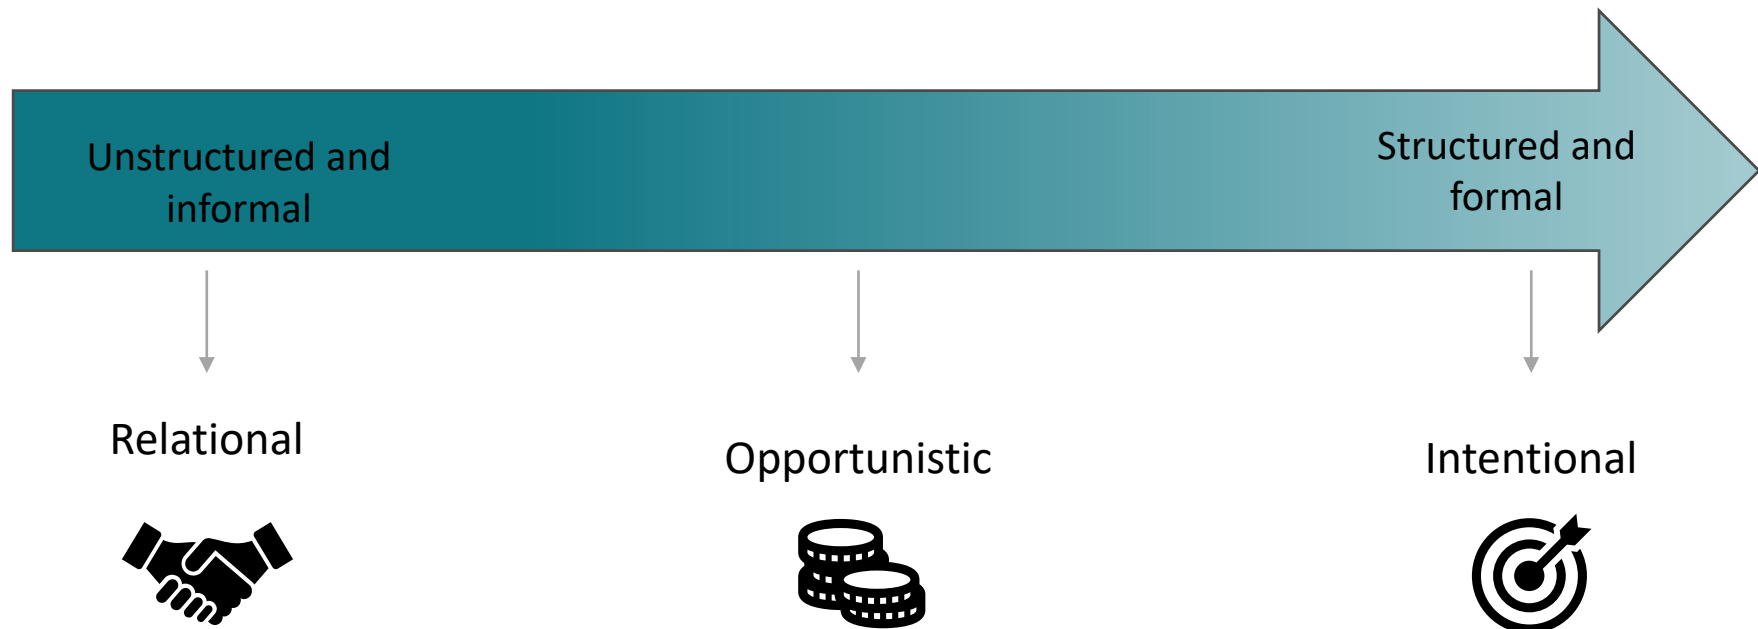 Unstructured and
informal
Structured and
formal
Relational
Opportunistic
Intentional